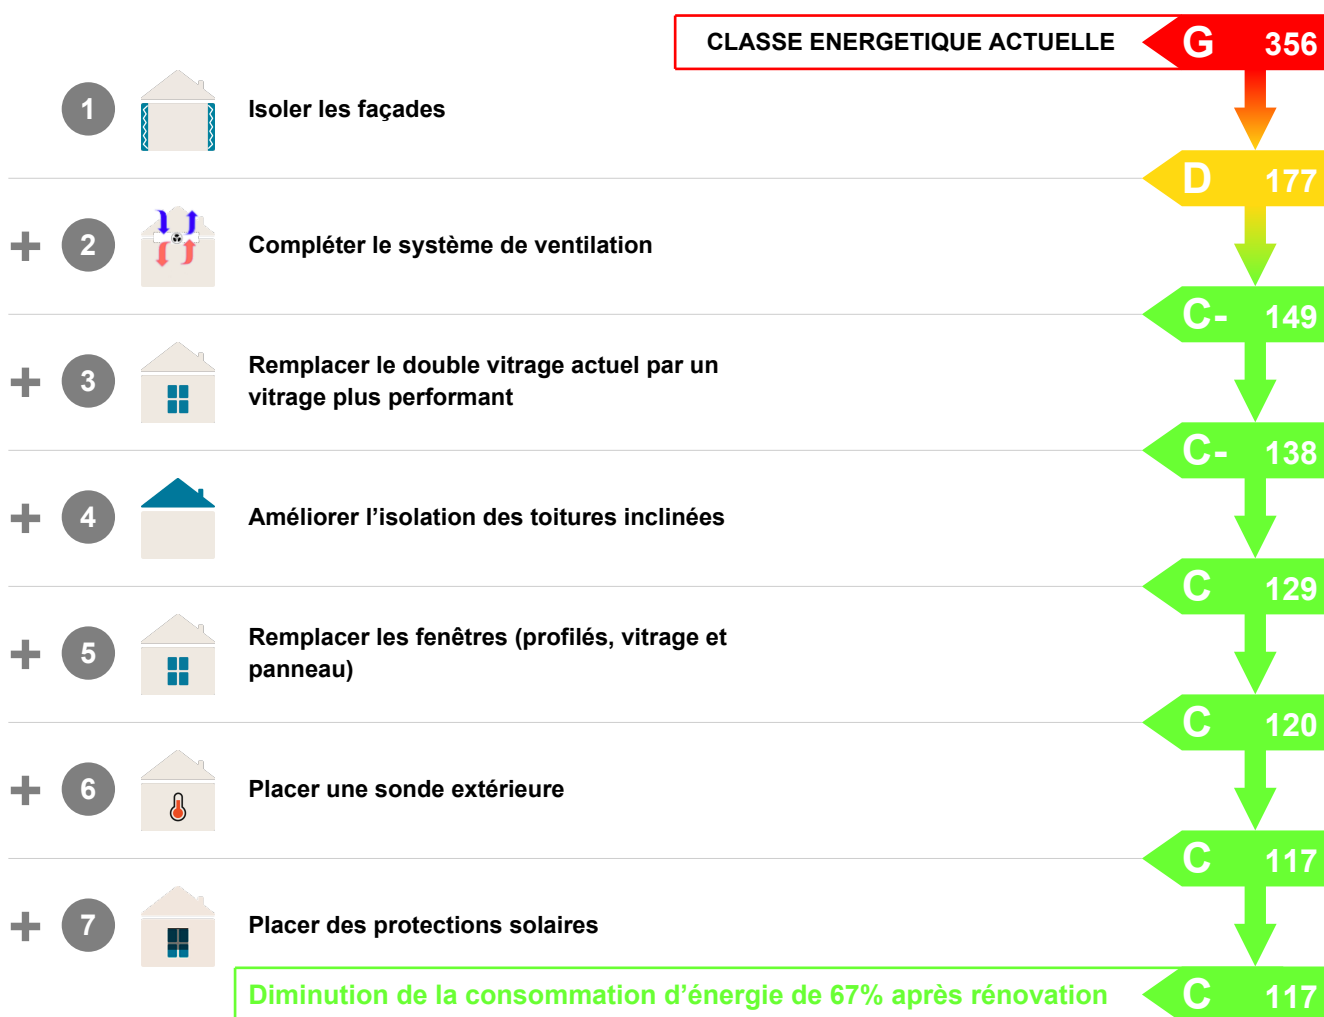 CLASSE ENERGETIQUE ACTUELLE G 356
1 Isoler les façades
D 177
+ 2 Compléter le système de ventilation
C- 149
+ 3 Remplacer le double vitrage actuel par un
vitrage plus performant
C- 138
+ 4 Améliorer l’isolation des toitures inclinées
C 129
+ 5 Remplacer les fenêtres (profilés, vitrage et
panneau)
C 120
+ 6 Placer une sonde extérieure
C 117
+ 7 Placer des protections solaires
Diminution de la consommation d’énergie de 67% après rénovation C 117